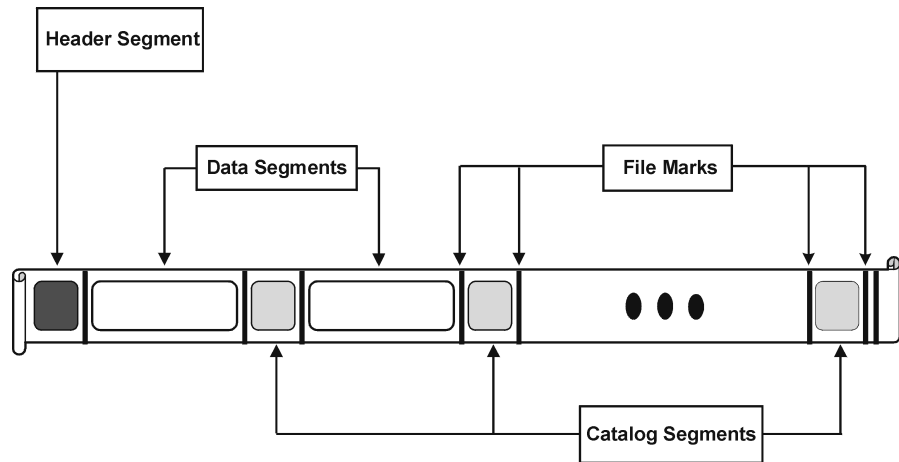 Header Segment
Data Segments
File Marks
Catalog Segments